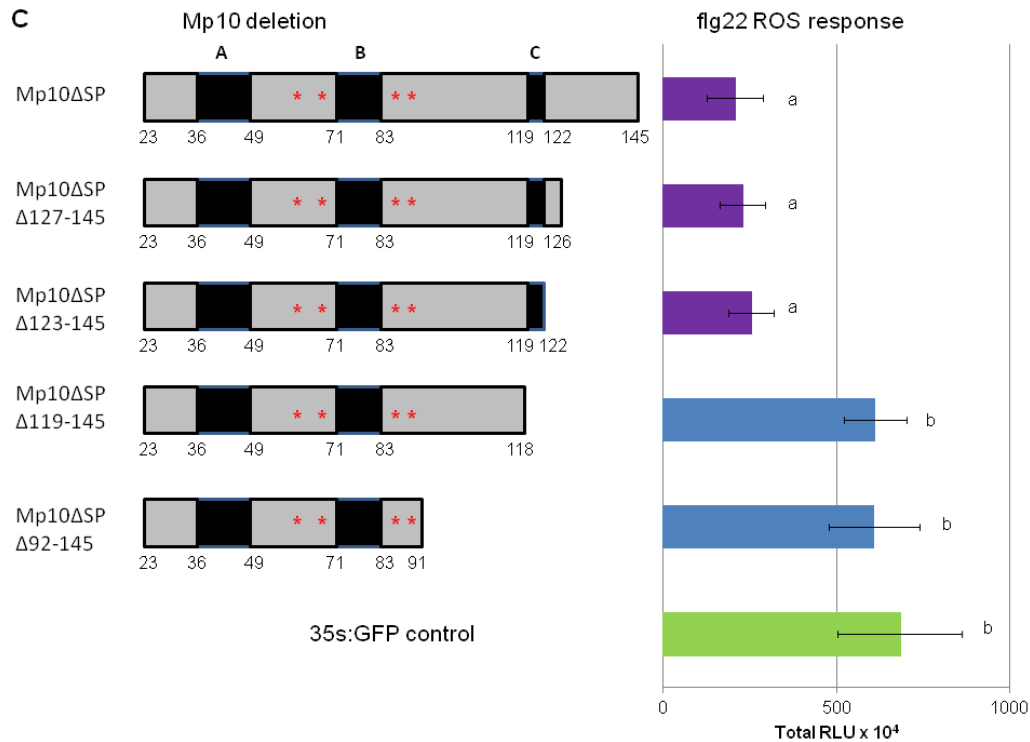 C
Mp10 deletion
flg22 ROS response
A B C
Mp10ΔSP
* * * *
23 36 49 71 83 119 122 145
a
Mp10ΔSP
Δ127-145
* * * *
23 36 49 71 83 119 126
a
Mp10ΔSP
Δ123-145
* * * *
23 36 49 71 83 119 122
a
Mp10ΔSP
Δ119-145
* * * *
23 36 49 71 83 118
b
Mp10ΔSP
Δ92-145
* * * *
23 36 49 71 83 91
b
35s:GFP control
b
0 500 1000
Total RLU x 10⁴